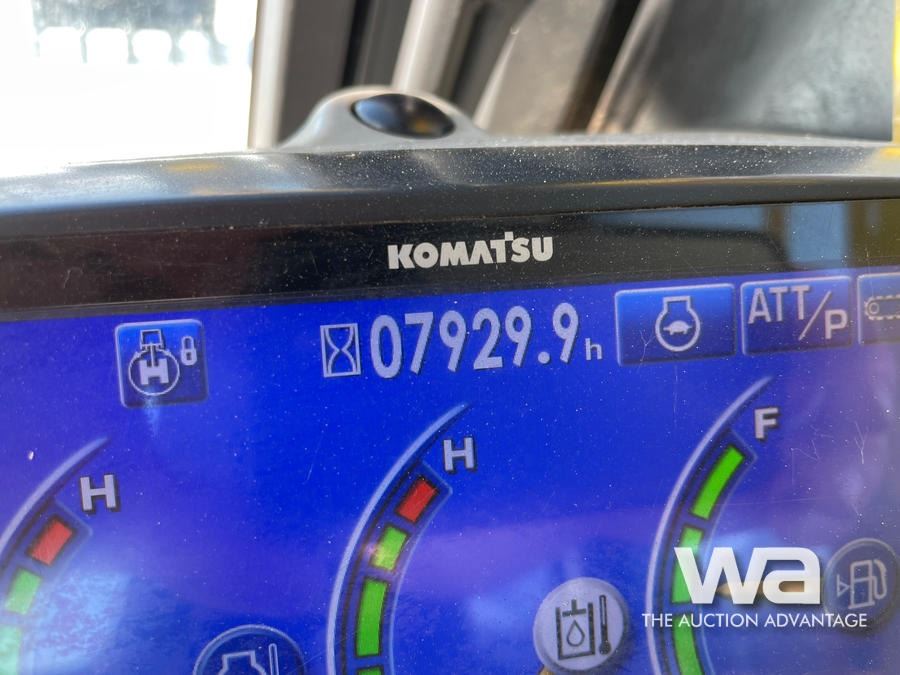 KOMATSU
H 07929.9h ATT/P
H H F
wa
THE AUCTION ADVANTAGE